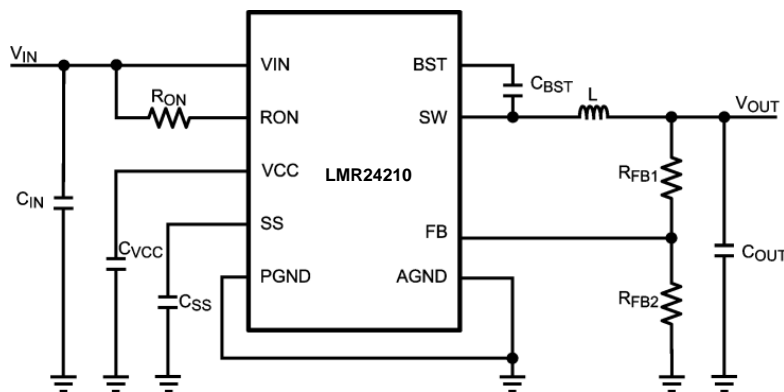 VIN
VIN
BST
CBST
RON
RON
SW
L
VOUT
VCC
LMR24210
RFB1
CIN
SS
FB
CVCC
COUT
PGND
AGND
CSS
RFB2